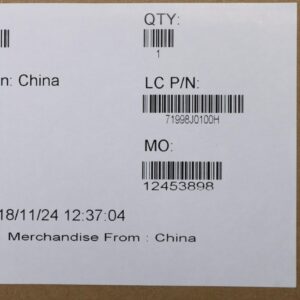 QTY:
1
n: China
LC P/N:
71998J0100H
MO:
12453898
18/11/24 12:37:04
Merchandise From : China